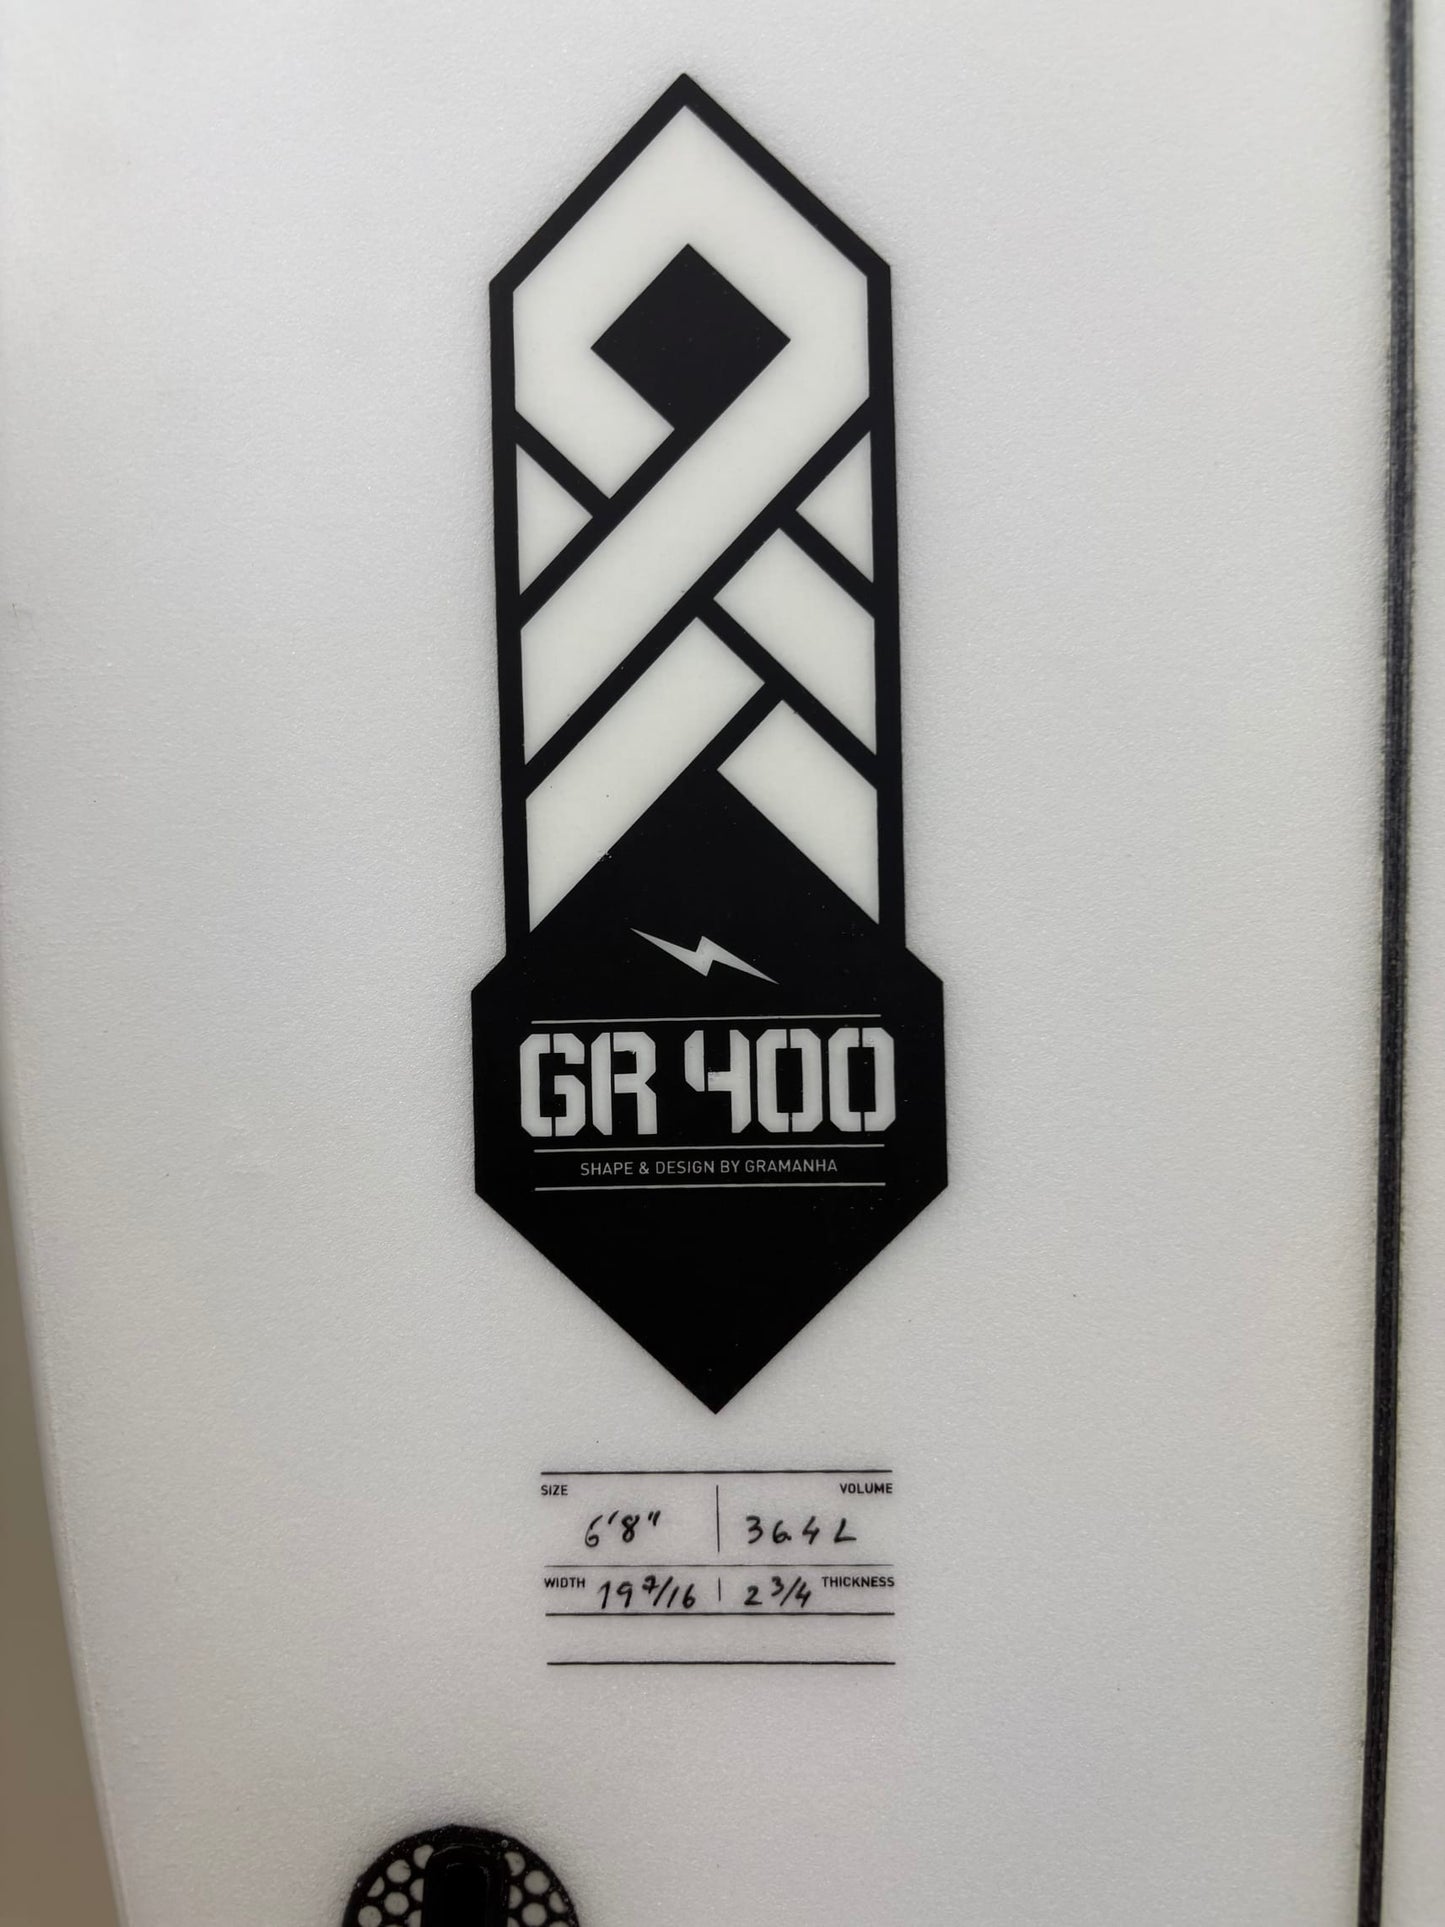 GR 400
SHAPE & DESIGN BY GRAMANHA
SIZE VOLUME
6'8" 36.4 L
WIDTH 19 7/16 2 3/4 THICKNESS